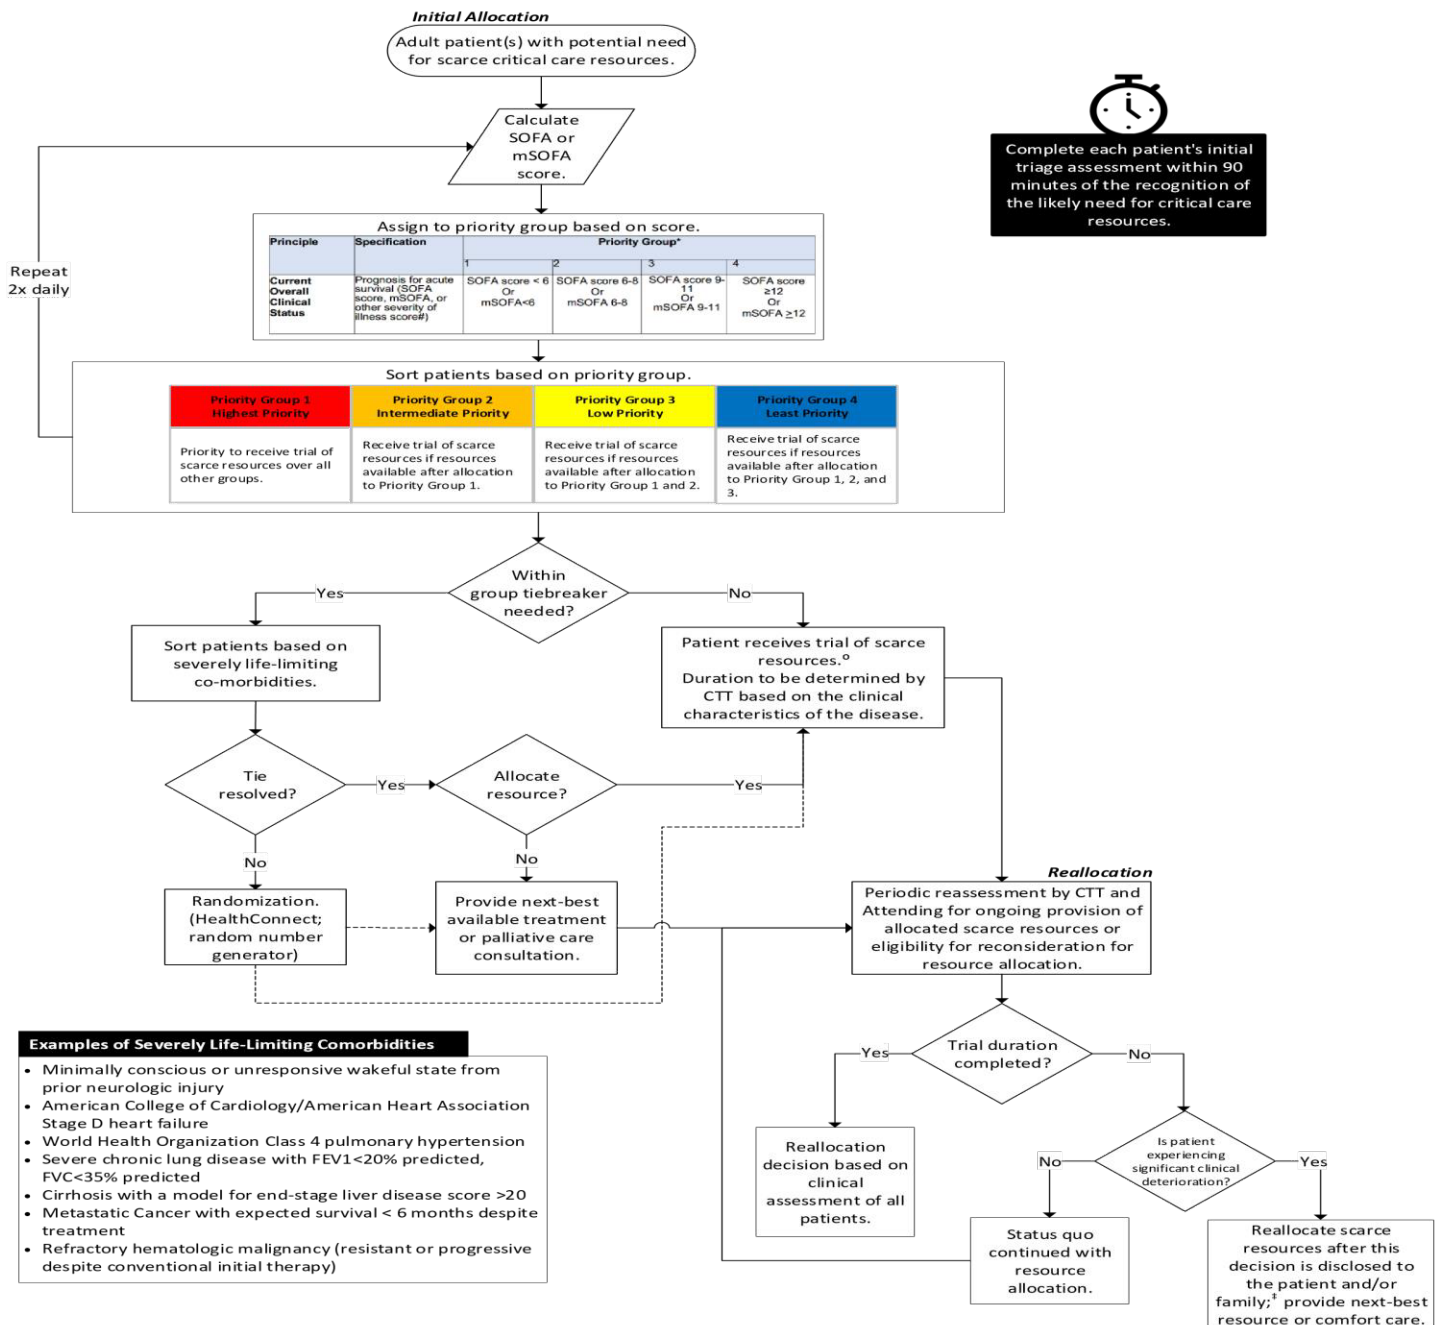 Initial Allocation
Adult patient(s) with potential need
for scarce critical care resources.
Calculate
SOFA or
mSOFA
score.
Complete each patient's initial
triage assessment within 90
minutes of the recognition of
the likely need for critical care
resources.
Repeat
2x daily
Assign to priority group based on score.
Principle
Specification
Priority Group*
1
2
3
4
Current
Overall
Clinical
Status
Prognosis for acute
survival (SOFA
score, mSOFA, or
other severity of
illness score#)
SOFA score < 6
Or
mSOFA<6
SOFA score 6-8
Or
mSOFA 6-8
SOFA score 9-
11
Or
mSOFA 9-11
SOFA score
≥12
Or
mSOFA ≥12
Sort patients based on priority group.
Priority Group 1
Highest Priority
Priority Group 2
Intermediate Priority
Priority Group 3
Low Priority
Priority Group 4
Least Priority
Priority to receive trial of
scarce resources over all
other groups.
Receive trial of scarce
resources if resources
available after allocation
to Priority Group 1.
Receive trial of scarce
resources if resources
available after allocation
to Priority Group 1 and 2.
Receive trial of scarce
resources if resources
available after allocation
to Priority Group 1, 2, and
3.
Within
group tiebreaker
needed?
Yes
No
Sort patients based on
severely life-limiting
co-morbidities.
Patient receives trial of scarce
resources.º
Duration to be determined by
CTT based on the clinical
characteristics of the disease.
Tie
resolved?
Yes
Allocate
resource?
Yes
No
No
Randomization.
(HealthConnect;
random number
generator)
Provide next-best
available treatment
or palliative care
consultation.
Reallocation
Periodic reassessment by CTT and
Attending for ongoing provision of
allocated scarce resources or
eligibility for reconsideration for
resource allocation.
Trial duration
completed?
Yes
No
Reallocation
decision based on
clinical
assessment of all
patients.
Is patient
experiencing
significant clinical
deterioration?
No
Yes
Status quo
continued with
resource
allocation.
Reallocate scarce
resources after this
decision is disclosed to
the patient and/or
family;‡ provide next-best
resource or comfort care.
Examples of Severely Life-Limiting Comorbidities
• Minimally conscious or unresponsive wakeful state from
prior neurologic injury
• American College of Cardiology/American Heart Association
Stage D heart failure
• World Health Organization Class 4 pulmonary hypertension
• Severe chronic lung disease with FEV1<20% predicted,
FVC<35% predicted
• Cirrhosis with a model for end-stage liver disease score >20
• Metastatic Cancer with expected survival < 6 months despite
treatment
• Refractory hematologic malignancy (resistant or progressive
despite conventional initial therapy)